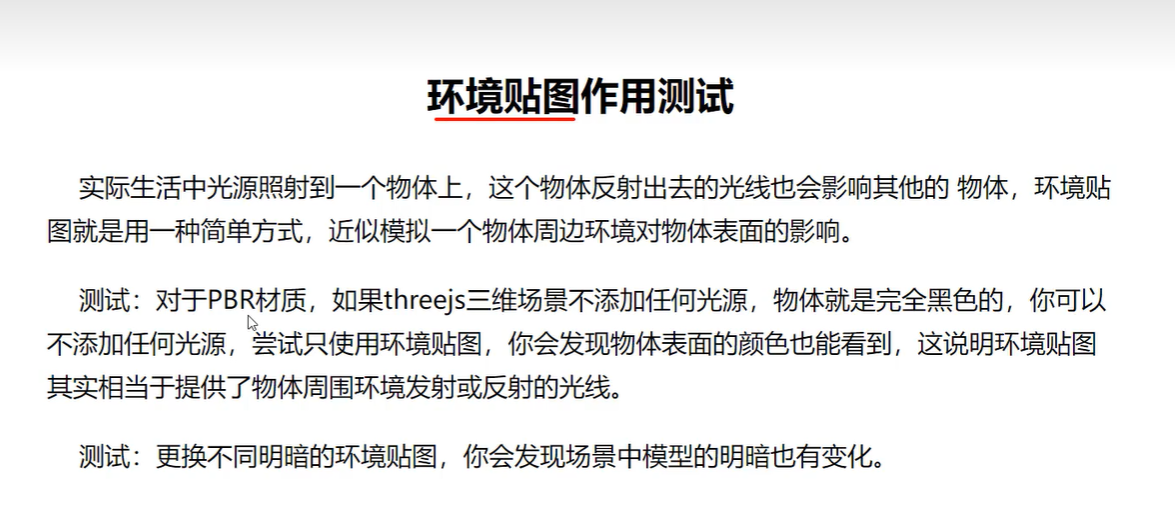 环境贴图作用测试
实际生活中光源照射到一个物体上，这个物体反射出去的光线也会影响其他的 物体，环境贴
图就是用一种简单方式，近似模拟一个物体周边环境对物体表面的影响。
测试：对于PBR材质，如果threejs三维场景不添加任何光源，物体就是完全黑色的，你可以
不添加任何光源，尝试只使用环境贴图，你会发现物体表面的颜色也能看到，这说明环境贴图
其实相当于提供了物体周围环境发射或反射的光线。
测试：更换不同明暗的环境贴图，你会发现场景中模型的明暗也有变化。